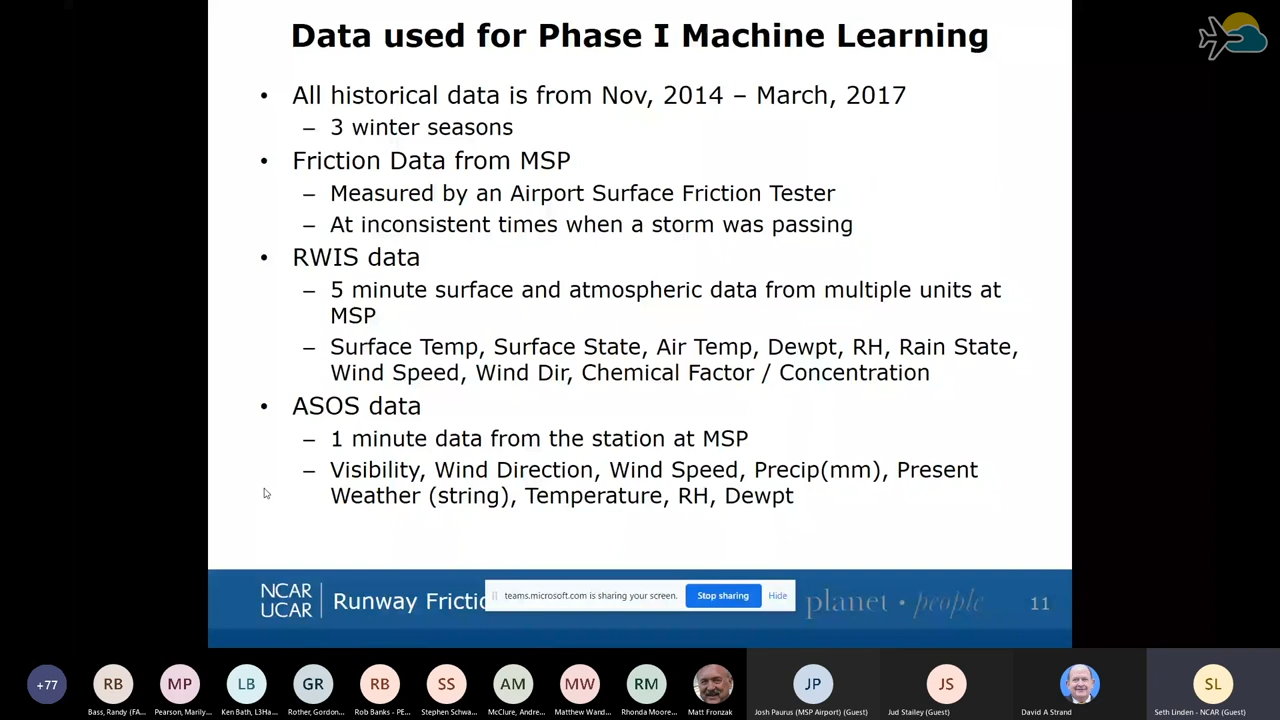 Data used for Phase I Machine Learning
• All historical data is from Nov, 2014 – March, 2017
– 3 winter seasons
• Friction Data from MSP
– Measured by an Airport Surface Friction Tester
– At inconsistent times when a storm was passing
• RWIS data
– 5 minute surface and atmospheric data from multiple units at
MSP
– Surface Temp, Surface State, Air Temp, Dewpt, RH, Rain State,
Wind Speed, Wind Dir, Chemical Factor / Concentration
• ASOS data
– 1 minute data from the station at MSP
– Visibility, Wind Direction, Wind Speed, Precip(mm), Present
Weather (string), Temperature, RH, Dewpt
NCAR
UCAR
Runway Fricti
teams.microsoft.com is sharing your screen.
Stop sharing
Hide
planet • people
11
+77
RB
MP
LB
GR
RB
SS
AM
MW
RM
JP
JS
SL
Bass, Randy (FA...
Pearson, Marily...
Ken Bath, L3Ha...
Rother, Gordon...
Rob Banks - PE...
Stephen Schwa...
McClure, Andre...
Matthew Wand...
Rhonda Moore...
Matt Fronzak
Josh Paurus (MSP Airport) (Guest)
Jud Stailey (Guest)
David A Strand
Seth Linden - NCAR (Guest)